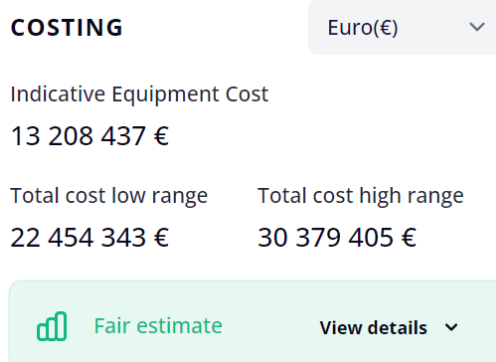 COSTING
Euro(€)
Indicative Equipment Cost
13 208 437 €
Total cost low range
Total cost high range
22 454 343 €
30 379 405 €
Fair estimate
View details